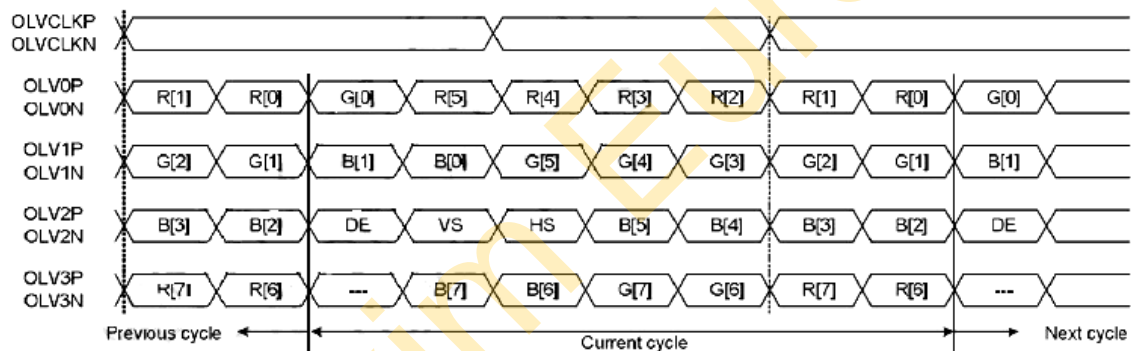 OLVCLKP
OLVCLKN
OLV0P
OLV0N
R[1] R[0] G[0] R[5] R[4] R[3] R[2] R[1] R[0] G[0]
OLV1P
OLV1N
G[2] G[1] B[1] B[0] G[5] G[4] G[3] G[2] G[1] B[1]
OLV2P
OLV2N
B[3] B[2] DE VS HS B[5] B[4] B[3] B[2] DE
OLV3P
OLV3N
R[7] R[6] --- B[7] B[6] G[7] G[6] R[7] R[6] ---
Previous cycle Current cycle Next cycle